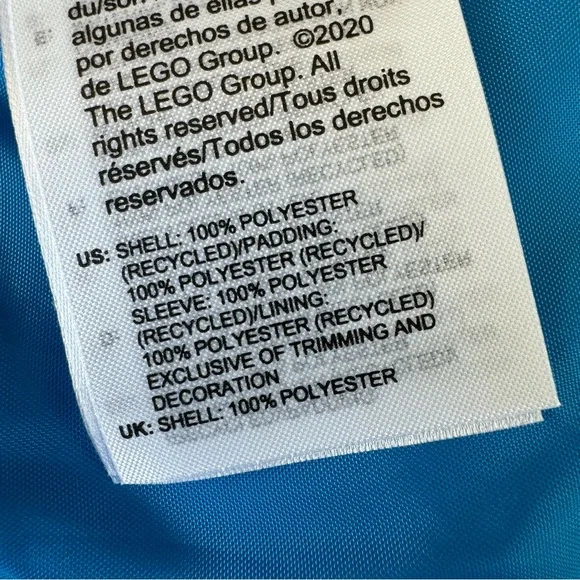 du/son
algunas de ellas
por derechos de autor,
de LEGO Group. ©2020
The LEGO Group. All
rights reserved/Tous droits
réservés/Todos los derechos
reservados.
US: SHELL: 100% POLYESTER
(RECYCLED)/PADDING:
100% POLYESTER (RECYCLED)/
SLEEVE: 100% POLYESTER
(RECYCLED)/LINING:
100% POLYESTER (RECYCLED)
EXCLUSIVE OF TRIMMING AND
DECORATION
UK: SHELL: 100% POLYESTER